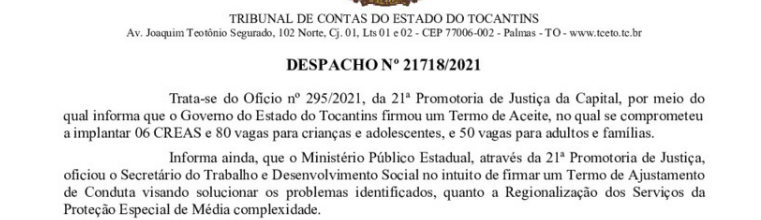 TRIBUNAL DE CONTAS DO ESTADO DO TOCANTINS
Av. Joaquim Teotônio Segurado, 102 Norte, Cj. 01, Lts 01 e 02 - CEP 77006-002 - Palmas - TO - www.tceto.tc.br
DESPACHO Nº 21718/2021
Trata-se do Ofício nº 295/2021, da 21ª Promotoria de Justiça da Capital, por meio do
qual informa que o Governo do Estado do Tocantins firmou um Termo de Aceite, no qual se comprometeu
a implantar 06 CREAS e 80 vagas para crianças e adolescentes, e 50 vagas para adultos e famílias.
Informa ainda, que o Ministério Público Estadual, através da 21ª Promotoria de Justiça,
oficiou o Secretário do Trabalho e Desenvolvimento Social no intuito de firmar um Termo de Ajustamento
de Conduta visando solucionar os problemas identificados, quanto a Regionalização dos Serviços da
Proteção Especial de Média complexidade.